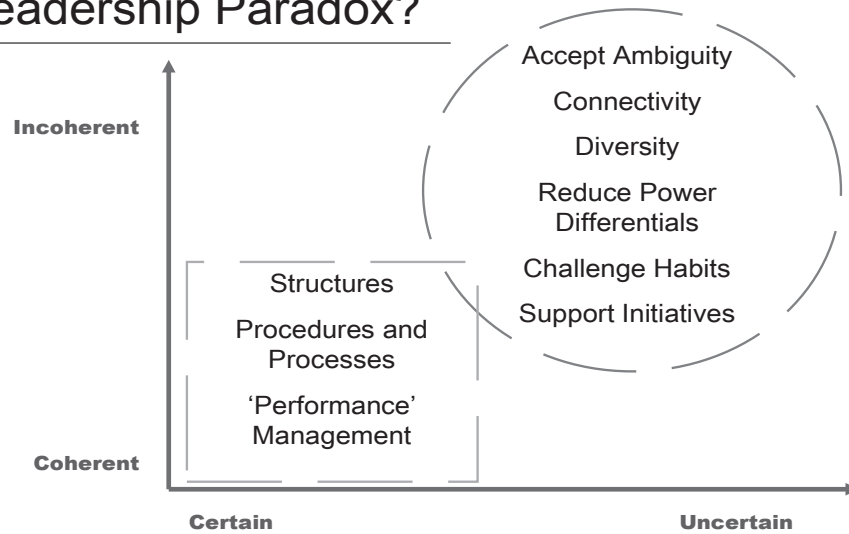 eadership Paradox?
Incoherent
Accept Ambiguity
Connectivity
Diversity
Reduce Power
Differentials
Challenge Habits
Support Initiatives
Structures
Procedures and
Processes
‘Performance’
Management
Coherent
Certain
Uncertain